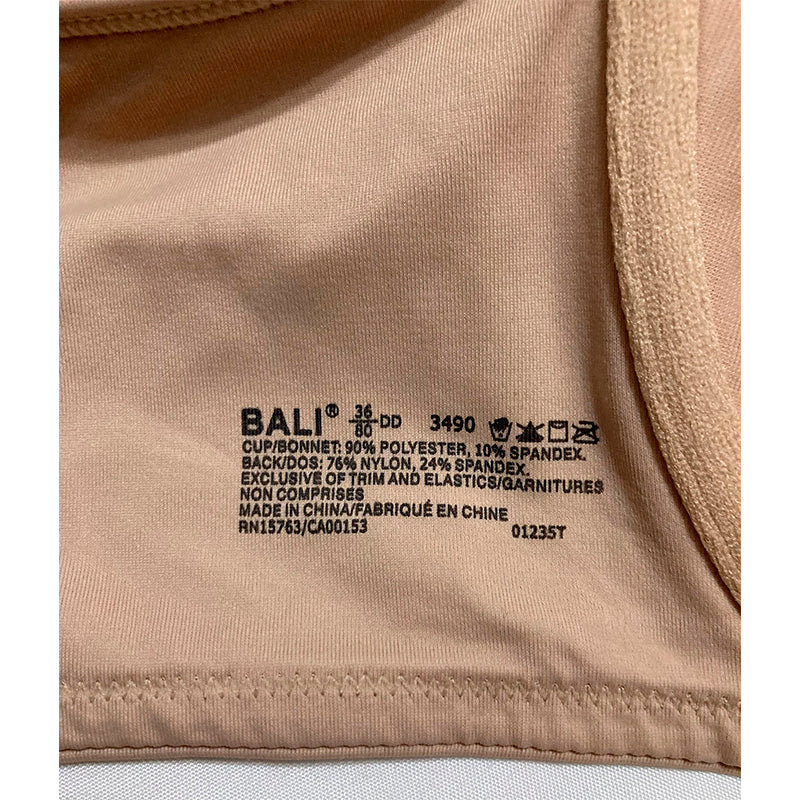 BALI® 36/80 DD 3490
CUP/BONNET: 90% POLYESTER, 10% SPANDEX.
BACK/DOS: 76% NYLON, 24% SPANDEX.
EXCLUSIVE OF TRIM AND ELASTICS/GARNITURES
NON COMPRISES
MADE IN CHINA/FABRIQUÉ EN CHINE
RN15763/CA00153 01235T